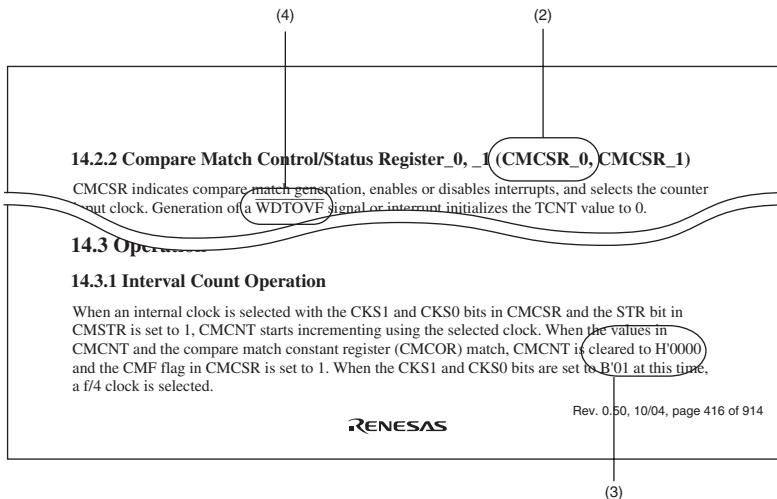 (4) (2)
14.2.2 Compare Match Control/Status Register_0, _1 (CMCSR_0, CMCSR_1)
CMCSR indicates compare match generation, enables or disables interrupts, and selects the counter
input clock. Generation of a WDTOVF signal or interrupt initializes the TCNT value to 0.
14.3 Operation
14.3.1 Interval Count Operation
When an internal clock is selected with the CKS1 and CKS0 bits in CMCSR and the STR bit in
CMSTR is set to 1, CMCNT starts incrementing using the selected clock. When the values in
CMCNT and the compare match constant register (CMCOR) match, CMCNT is cleared to H'0000
and the CMF flag in CMCSR is set to 1. When the CKS1 and CKS0 bits are set to B'01 at this time,
a f/4 clock is selected.
Rev. 0.50, 10/04, page 416 of 914
RENESAS
(3)